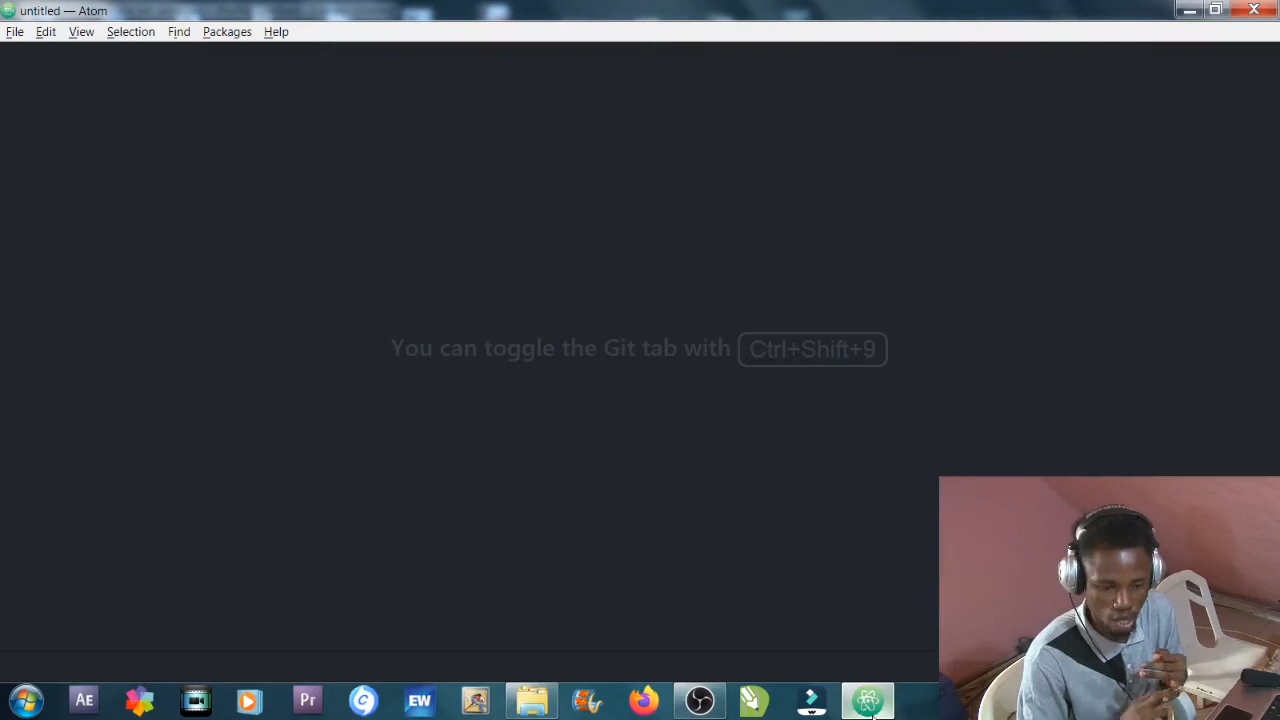 untitled — Atom
File Edit View Selection Find Packages Help
You can toggle the Git tab with Ctrl+Shift+9
AE Pr EW